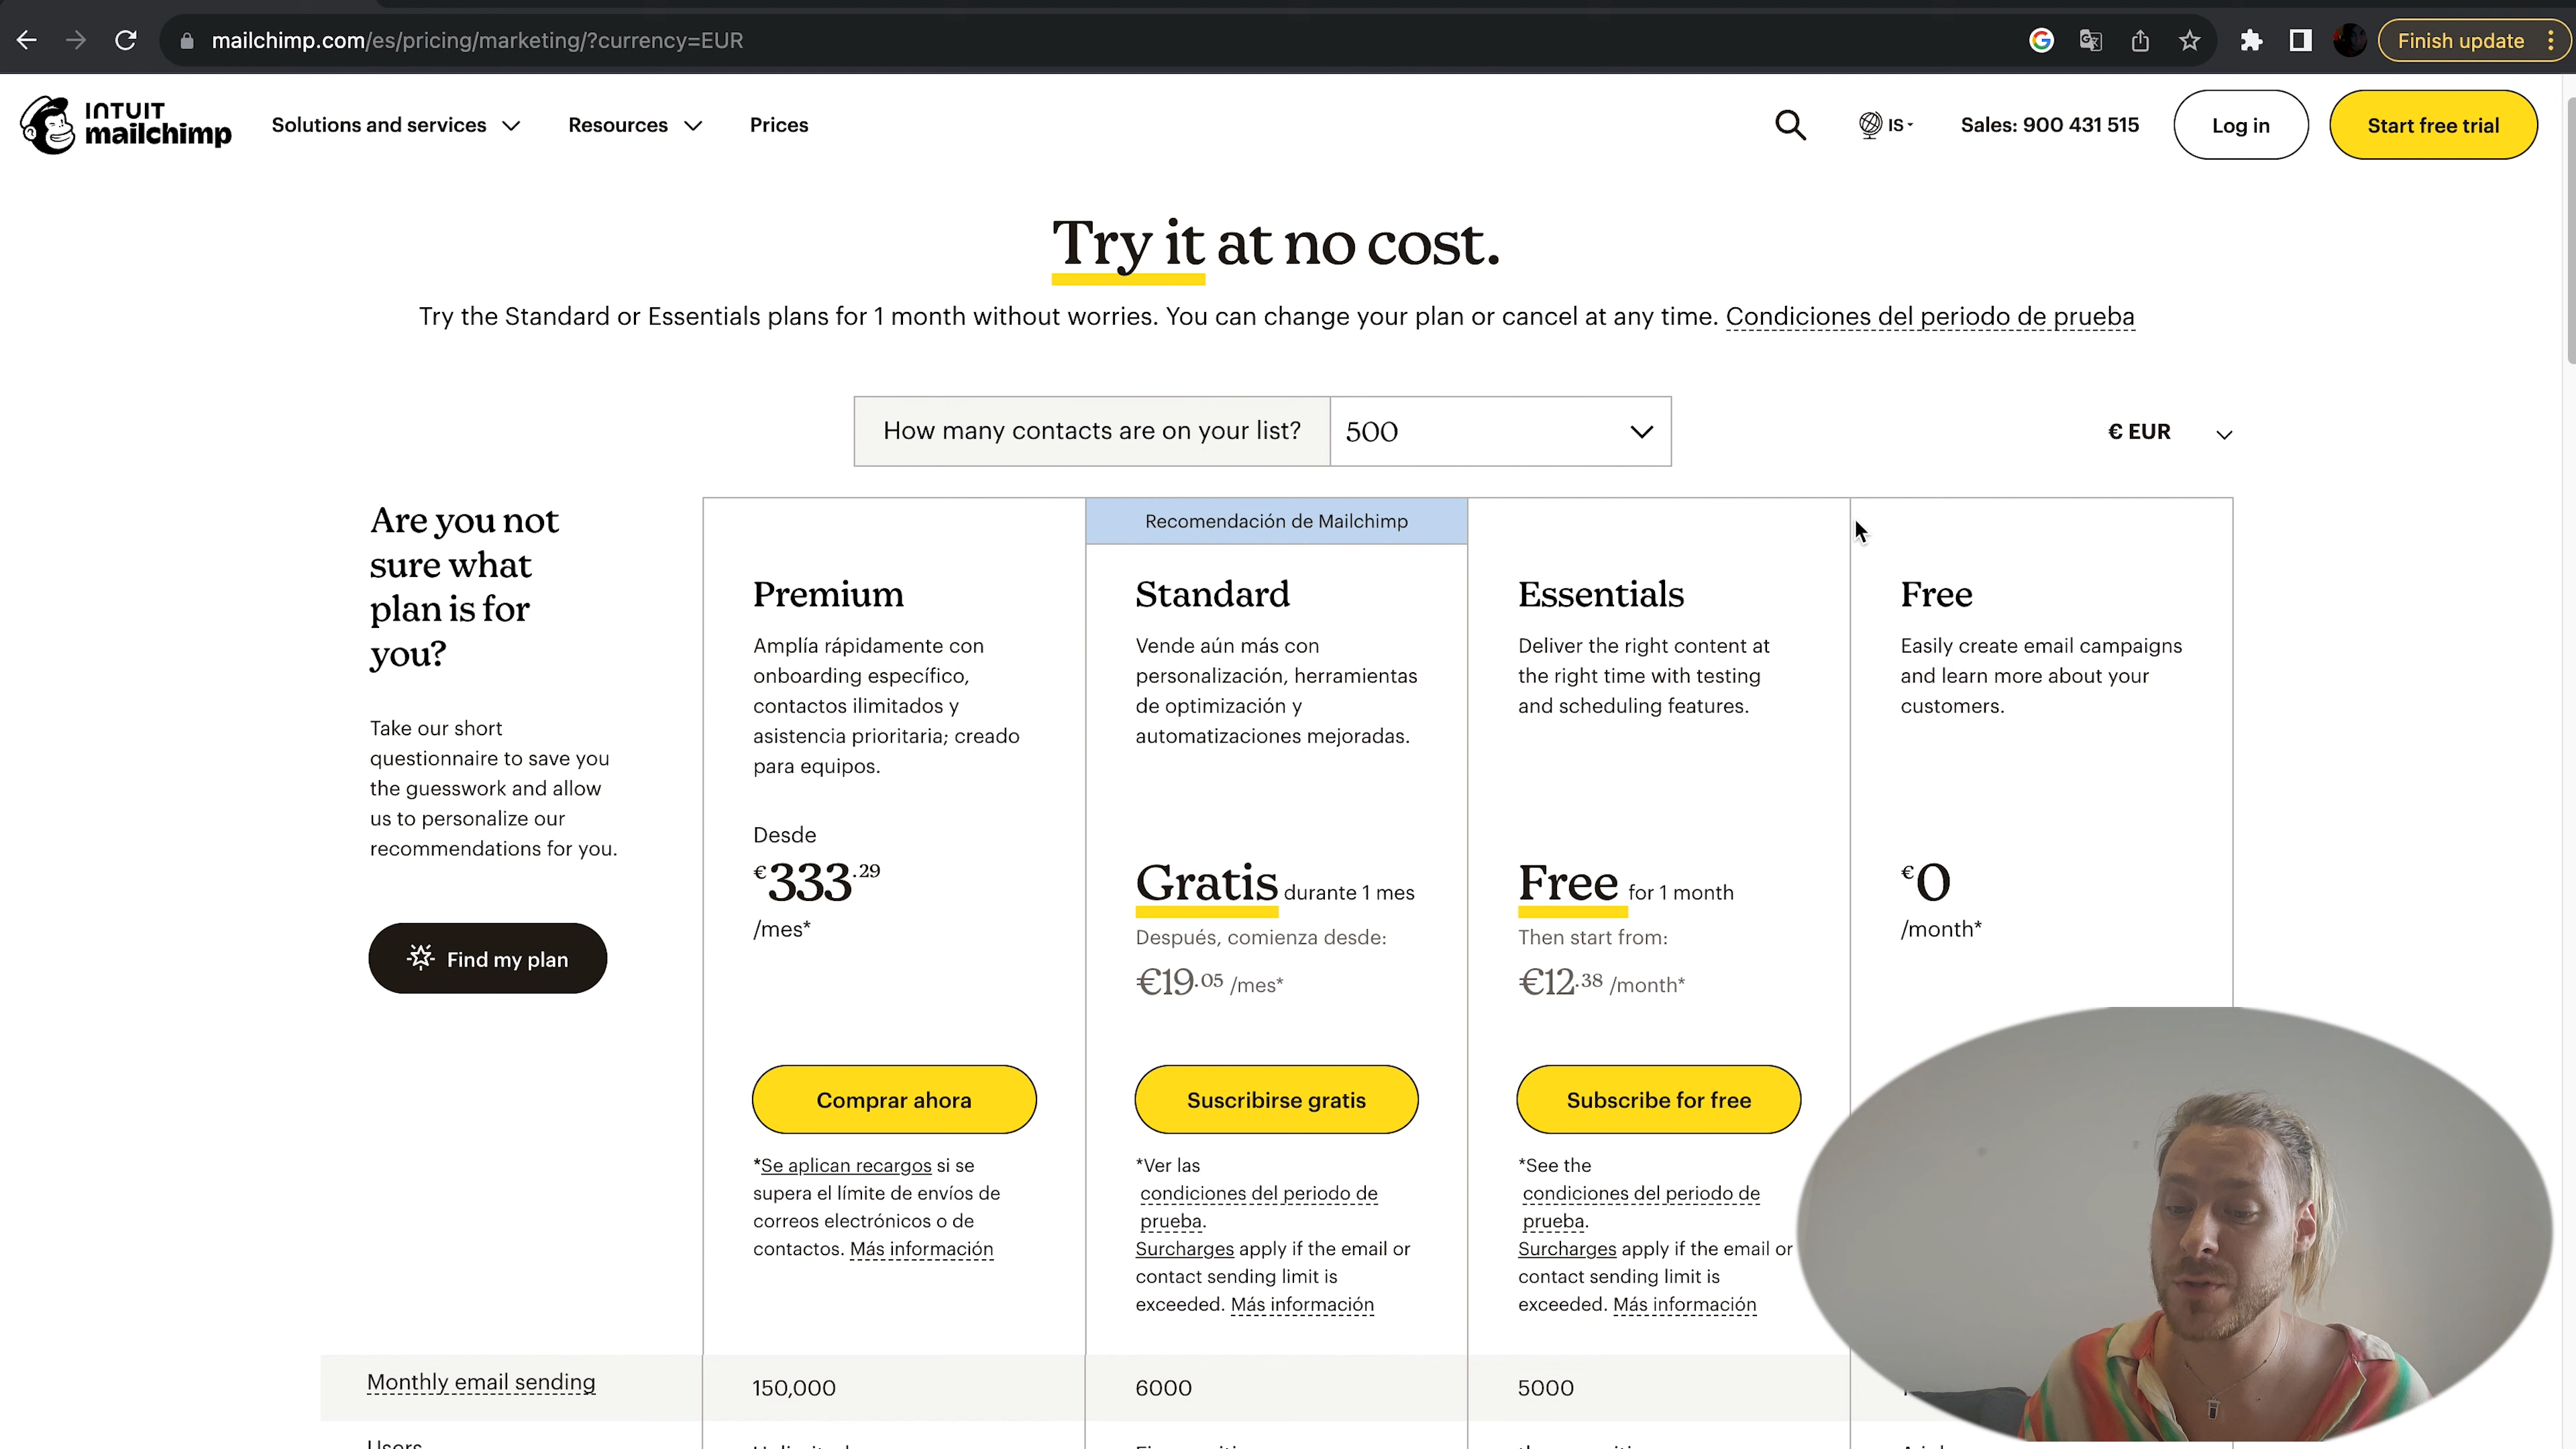 mailchimp.com/es/pricing/marketing/?currency=EUR
Finish update
INTUIT
mailchimp
Solutions and services
Resources
Prices
IS
Sales: 900 431 515
Log in
Start free trial
Try it at no cost.
Try the Standard or Essentials plans for 1 month without worries. You can change your plan or cancel at any time. Condiciones del periodo de prueba
How many contacts are on your list?
500
€ EUR
Are you not
sure what
plan is for
you?
Take our short
questionnaire to save you
the guesswork and allow
us to personalize our
recommendations for you.
Find my plan
Premium
Amplía rápidamente con
onboarding específico,
contactos ilimitados y
asistencia prioritaria; creado
para equipos.
Desde
€333.29
/mes*
Comprar ahora
*Se aplican recargos si se
supera el límite de envíos de
correos electrónicos o de
contactos. Más información
Recomendación de Mailchimp
Standard
Vende aún más con
personalización, herramientas
de optimización y
automatizaciones mejoradas.
Gratis durante 1 mes
Después, comienza desde:
€19.05 /mes*
Suscribirse gratis
*Ver las
condiciones del periodo de
prueba.
Surcharges apply if the email or
contact sending limit is
exceeded. Más información
Essentials
Deliver the right content at
the right time with testing
and scheduling features.
Free for 1 month
Then start from:
€12.38 /month*
Subscribe for free
*See the
condiciones del periodo de
prueba.
Surcharges apply if the email or
contact sending limit is
exceeded. Más información
Free
Easily create email campaigns
and learn more about your
customers.
€0
/month*
Monthly email sending
150,000
6000
5000
Users